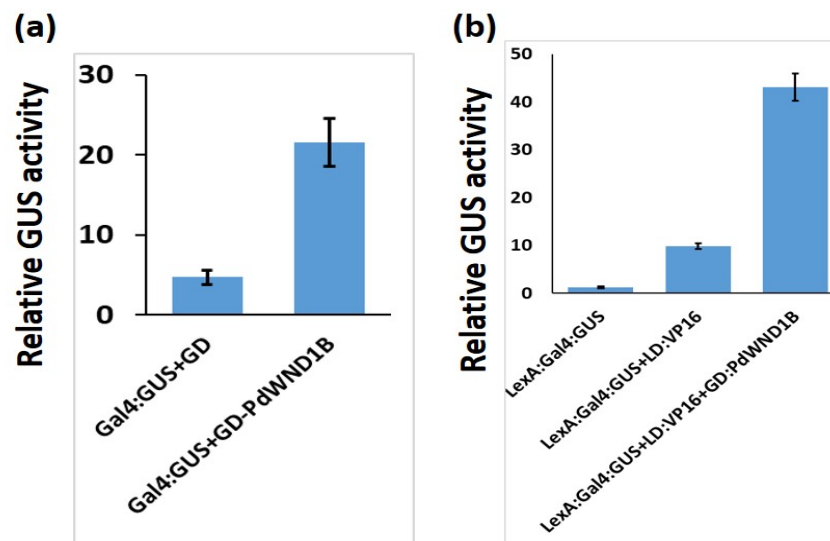 (a)
Relative GUS activity
30
20
10
0
Gal4:GUS+GD
Gal4:GUS+GD-PdWND1B
(b)
Relative GUS activity
50
40
30
20
10
0
LexA:Gal4:GUS
LexA:Gal4:GUS+LD:VP16
LexA:Gal4:GUS+LD:VP16+GD:PdWND1B